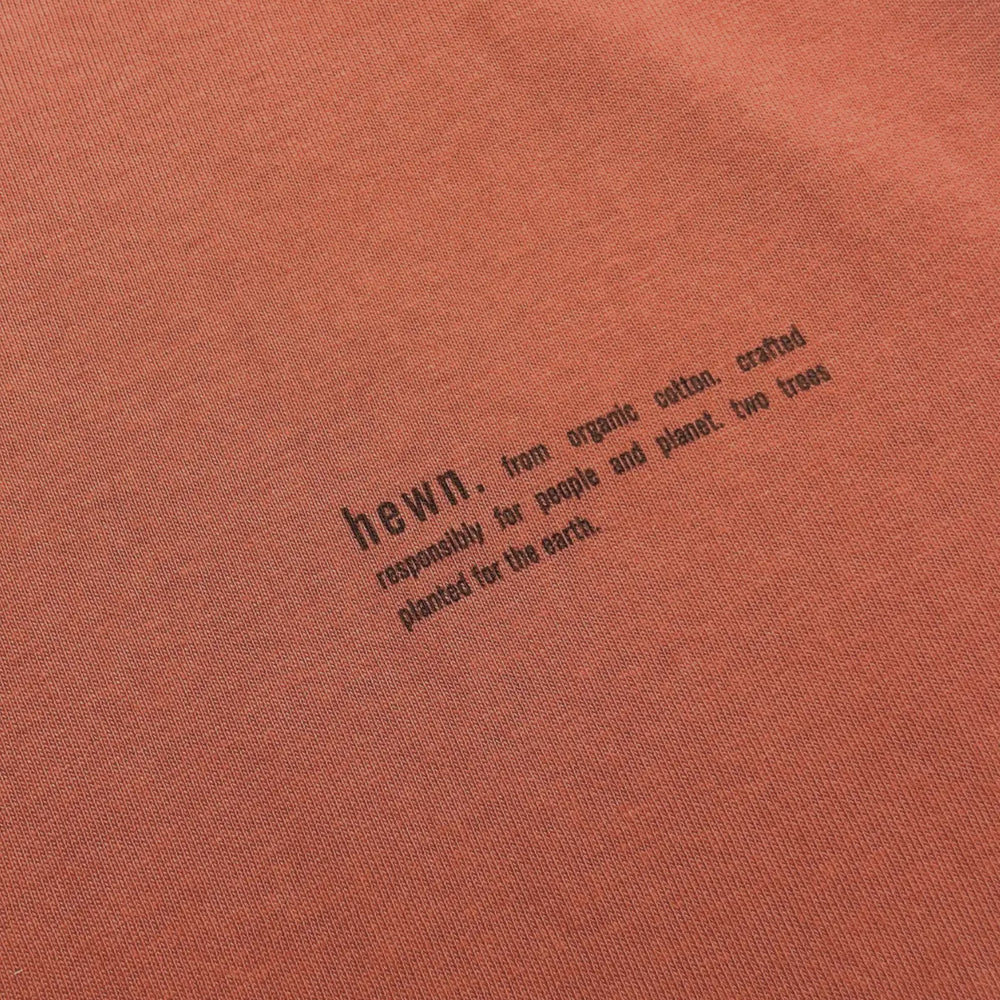 hewn. from organic cotton. crafted
responsibly for people and planet. two trees
planted for the earth.